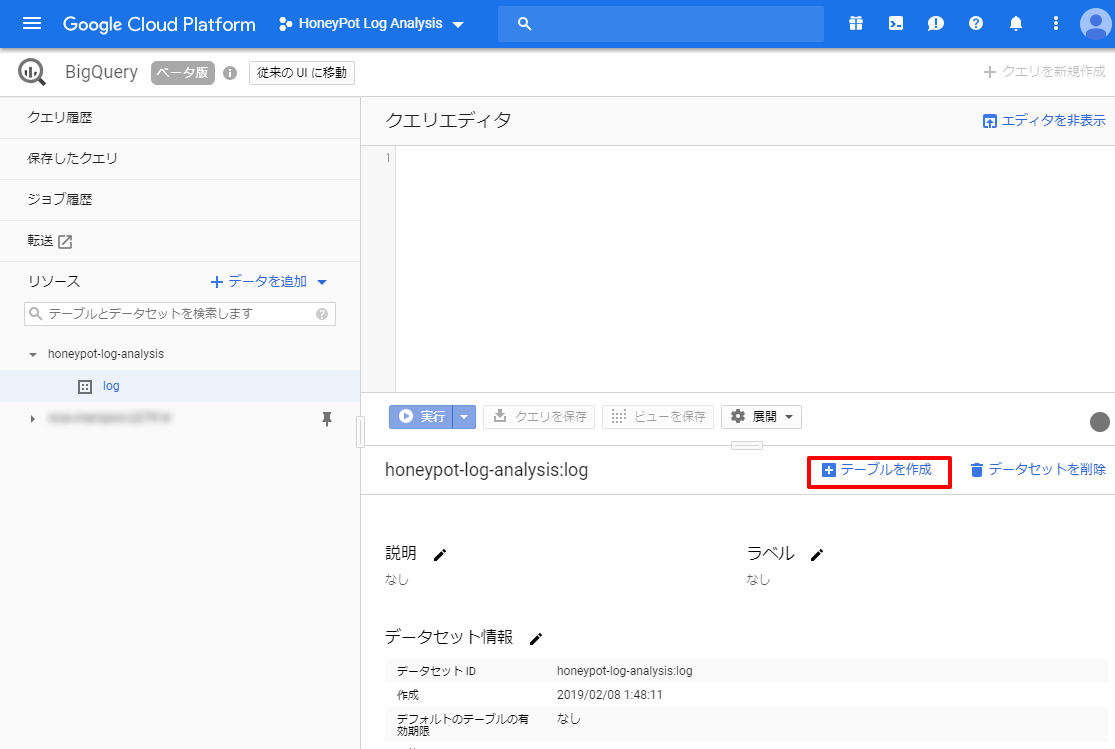 Google Cloud Platform HoneyPot Log Analysis
BigQuery ベータ版 従来の UI に移動 クエリを新規作成
クエリ履歴
保存したクエリ
ジョブ履歴
転送
リソース データを追加
テーブルとデータセットを検索します
honeypot-log-analysis
log
クエリエディタ エディタを非表示
1
実行 クエリを保存 ビューを保存 展開
honeypot-log-analysis:log テーブルを作成 データセットを削除
説明 ラベル
なし なし
データセット情報
データセット ID honeypot-log-analysis:log
作成 2019/02/08 1:48:11
デフォルトのテーブルの有 なし
効期限